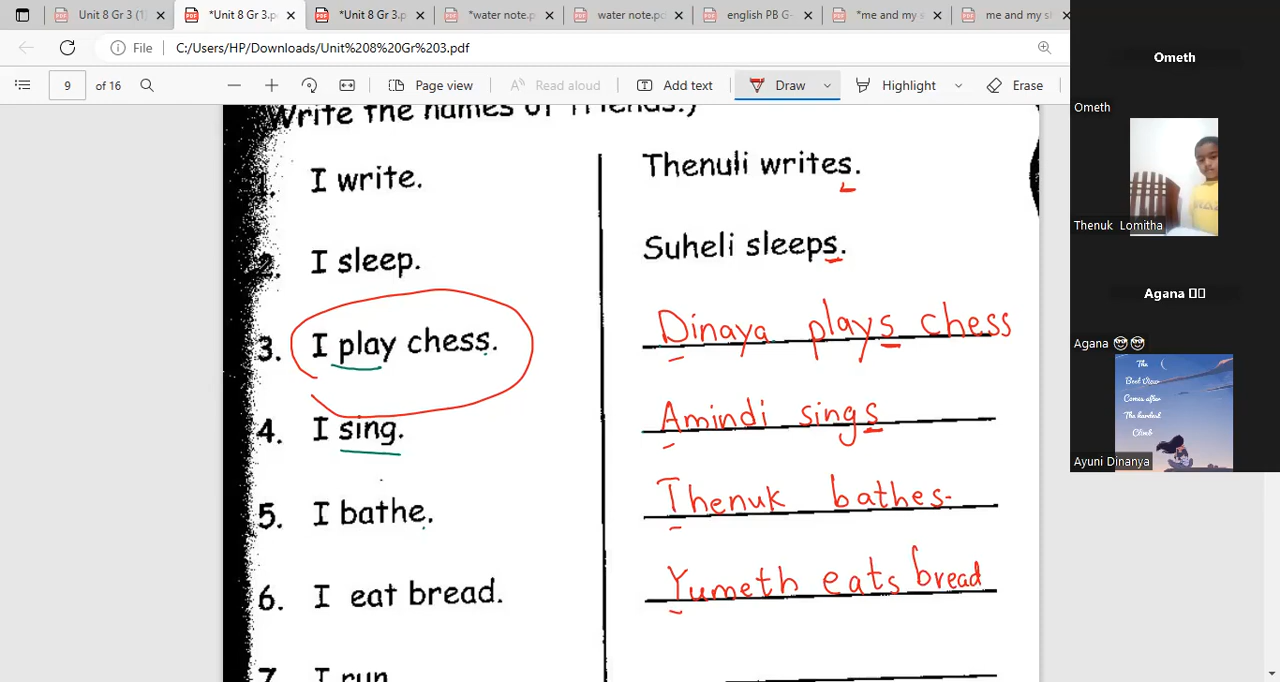 Unit 8 Gr 3 (1)
*Unit 8 Gr 3.p
*Unit 8 Gr 3.p
*water note.p
water note.p
english PB G-
*me and my s
me and my s
File C:/Users/HP/Downloads/Unit%208%20Gr%203.pdf
9 of 16 Page view Read aloud Add text Draw Highlight Erase
Write the names of friends.)
1. I write. Thenuli writes.
2. I sleep. Suheli sleeps.
3. I play chess. Dinaya plays chess
4. I sing. Amindi sings
5. I bathe. Thenuk bathes.
6. I eat bread. Yumeth eats bread
7. I run
Ometh
Ometh
Thenuk Lomitha
Agana
Agana 😎😎
The
Best View
Comes after
The hardest
Climb
Ayuni Dinanya